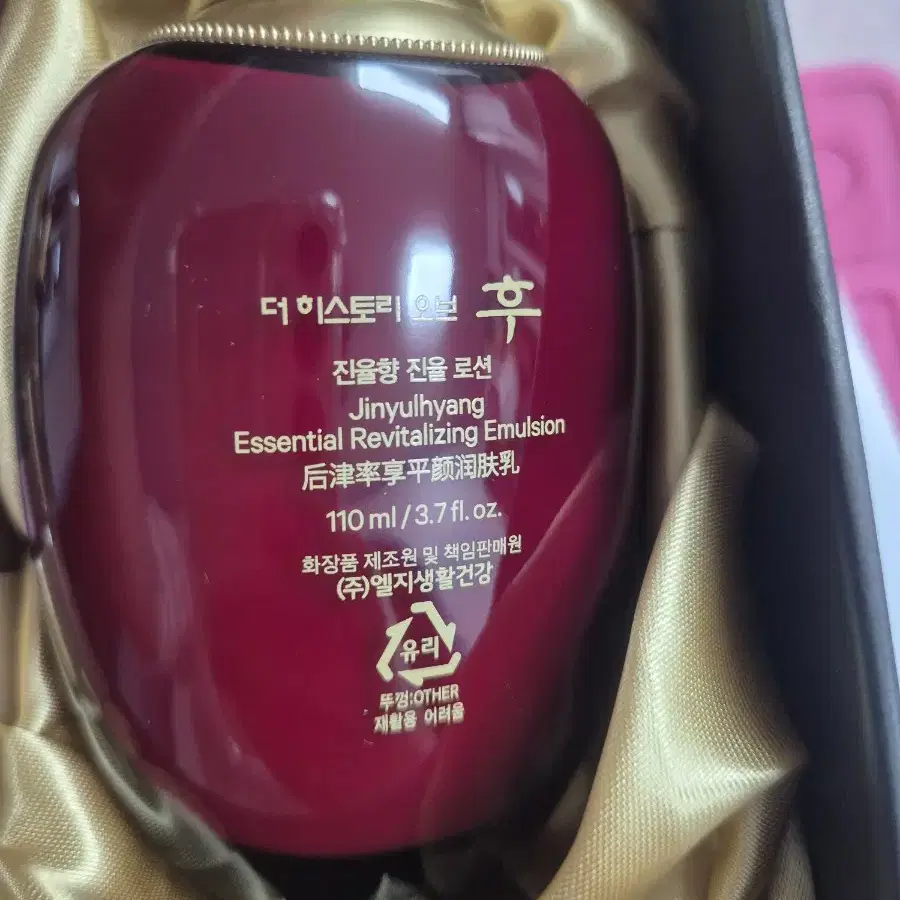 더 히스토리 오브 후
진율향 진율 로션
Jinyulhyang
Essential Revitalizing Emulsion
后津率享平颜润肤乳
110 ml / 3.7 fl. oz.
화장품 제조원 및 책임판매원
(주)엘지생활건강
유리
뚜껑:OTHER
재활용 어려움